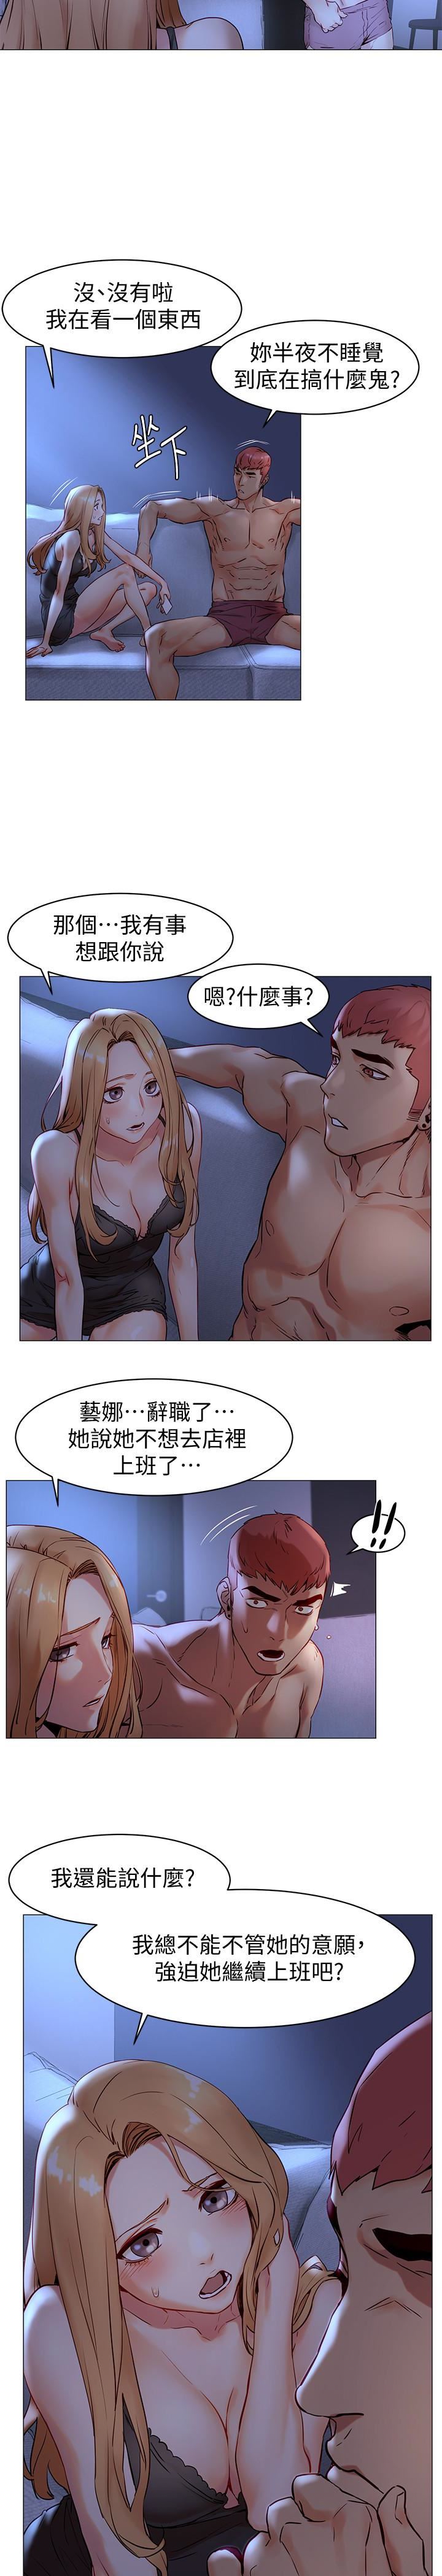 沒、沒有啦
我在看一個東西
妳半夜不睡覺
到底在搞什麼鬼?
坐下
那個…我有事
想跟你說
嗯?什麼事?
藝娜…辭職了…
她說她不想去店裡
上班了…
!!
我還能說什麼?
我總不能不管她的意願，
強迫她繼續上班吧?